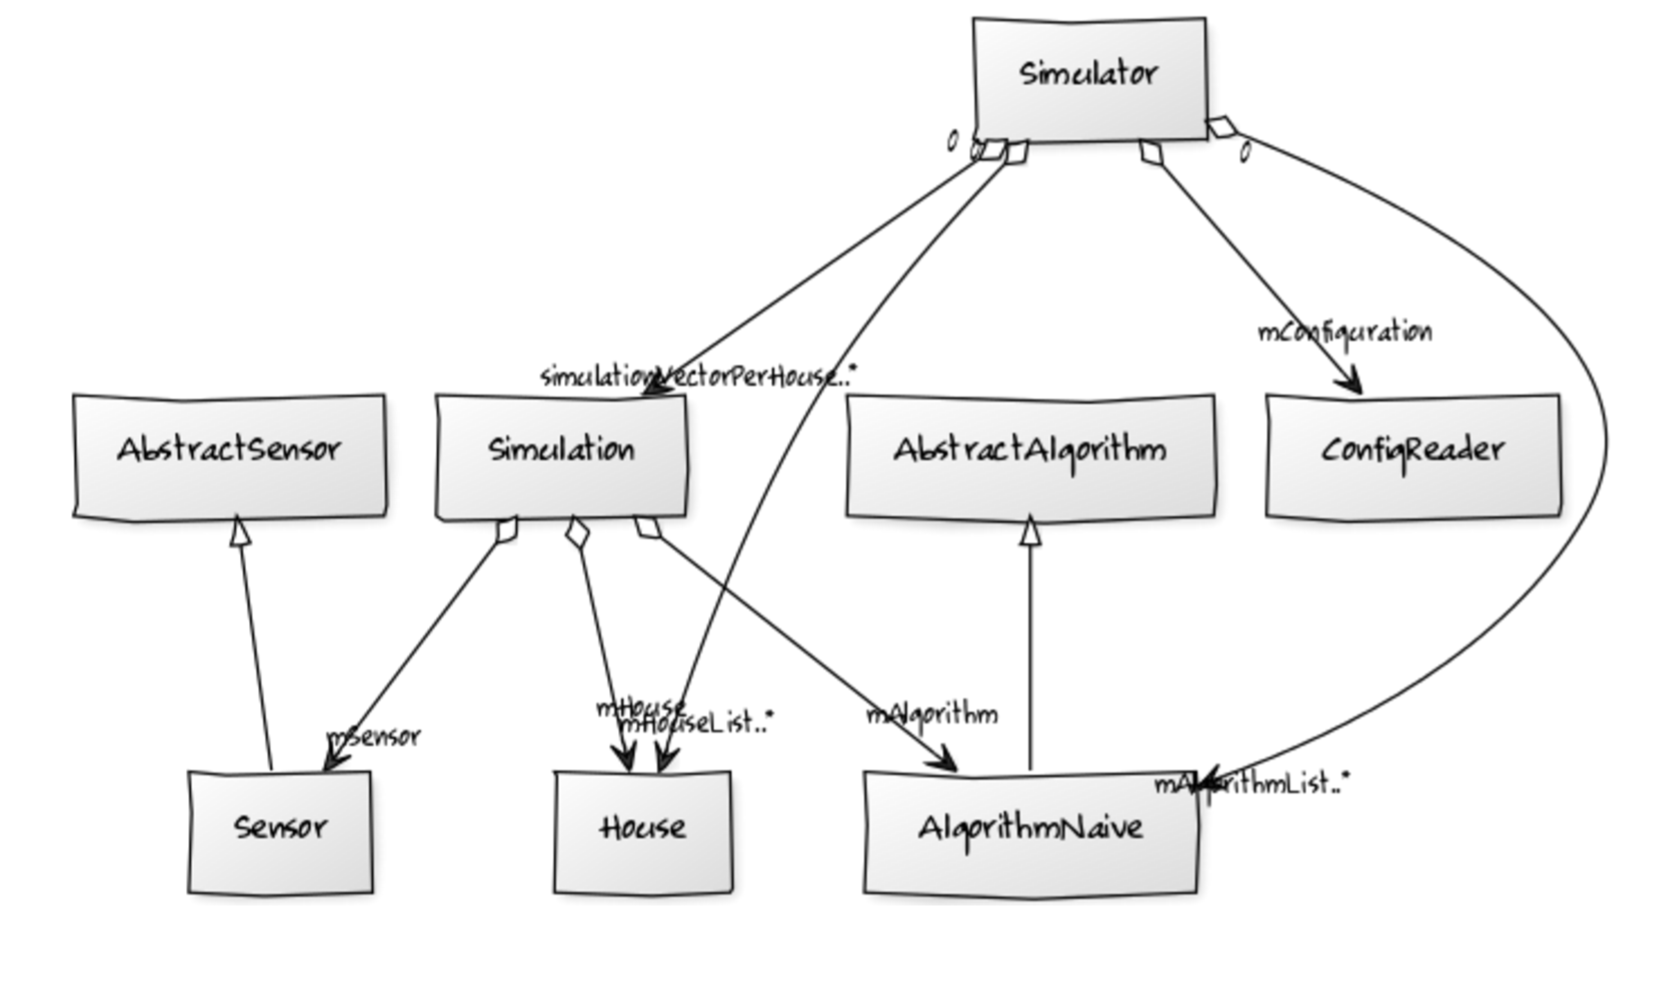 Simulator
0
0
0
mConfiguration
simulationVectorPerHouse..*
AbstractSensor
Simulation
AbstractAlgorithm
ConfigReader
mHouse
mHouseList..*
mAlgorithm
mSensor
mAlgorithmList..*
Sensor
House
AlgorithmNaive